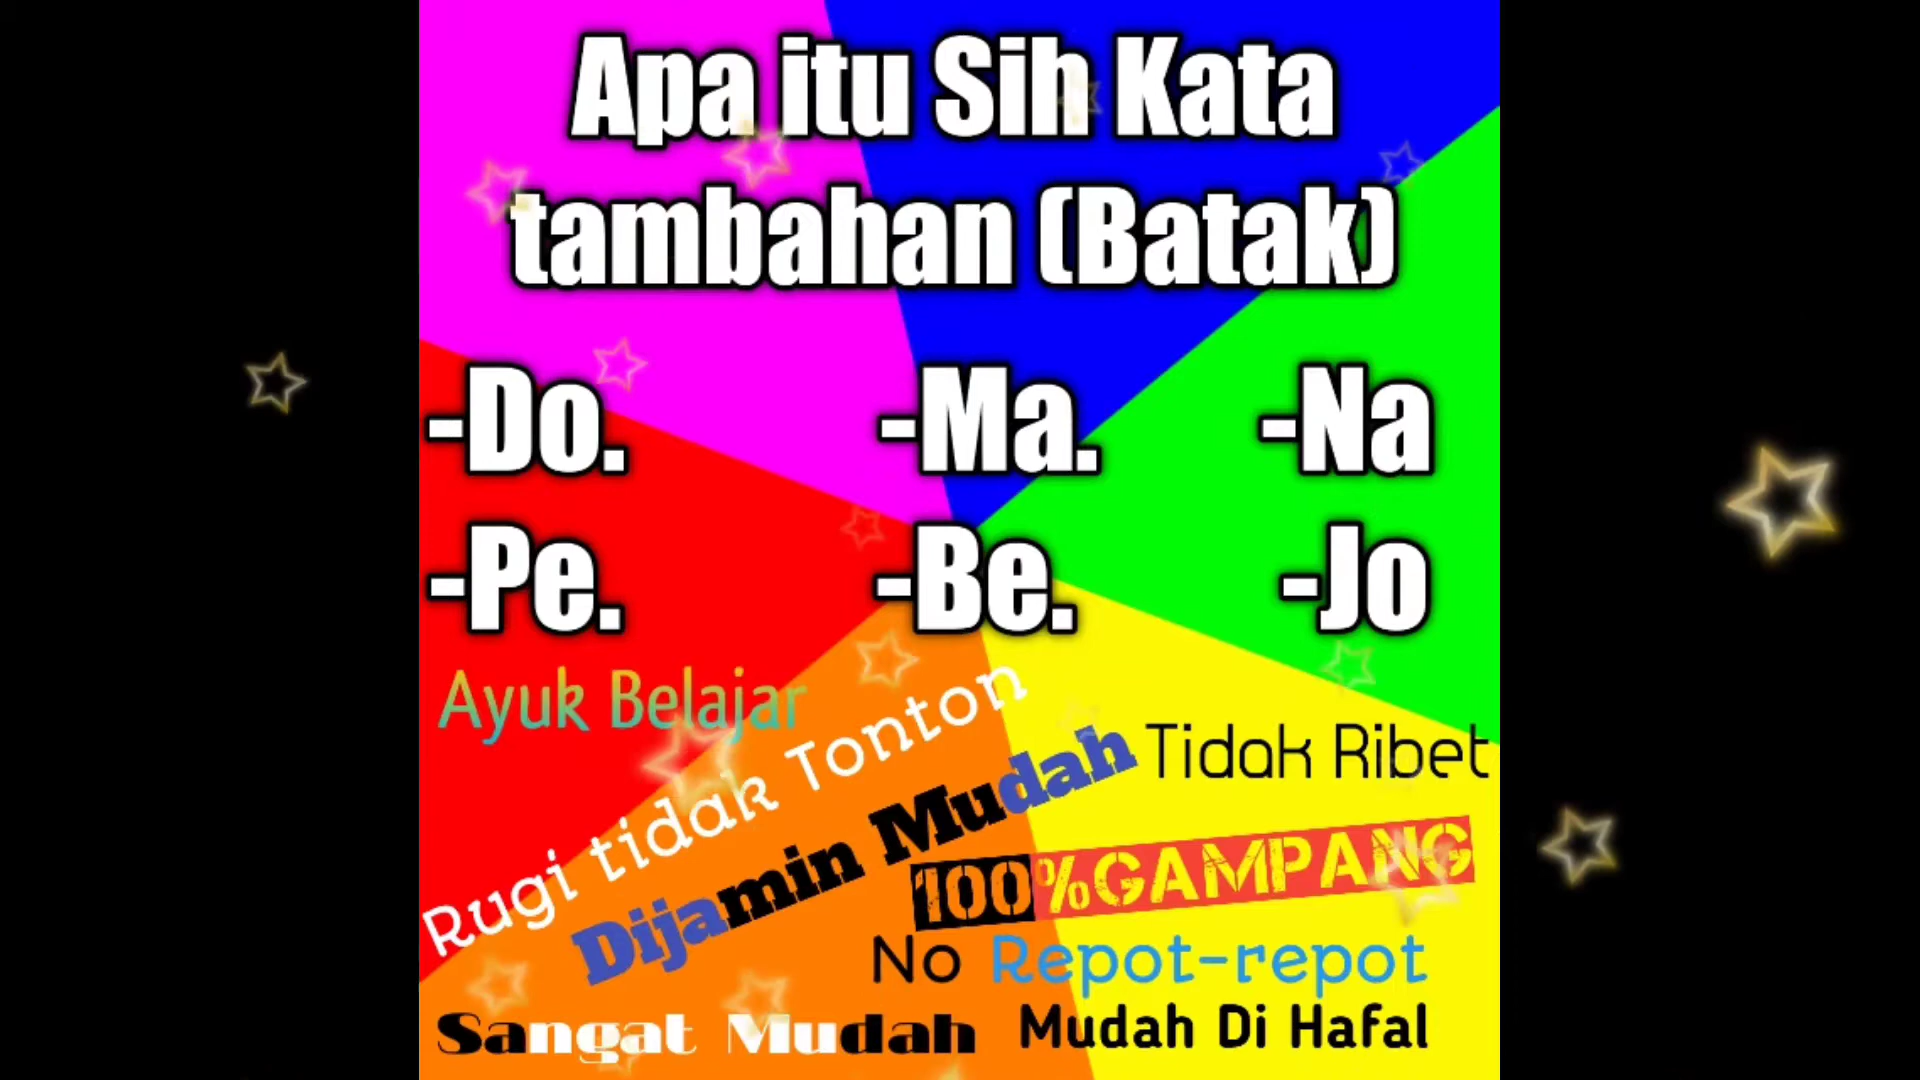 Apa itu Sih Kata
tambahan (Batak)
-Do. -Ma. -Na
-Pe. -Be. -Jo
Ayuk Belajar
Rugi tidak Tonton
Dijamin Mudah
Tidak Ribet
100%GAMPANG
No Repot-repot
Sangat Mudah
Mudah Di Hafal